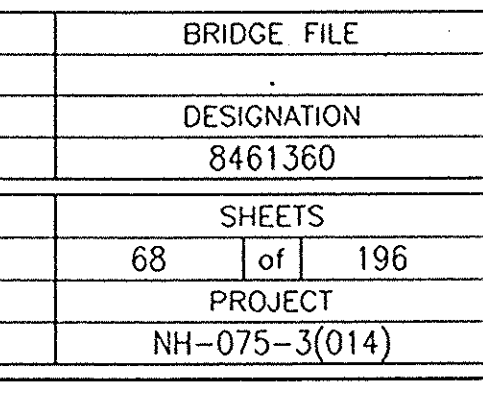 BRIDGE FILE
DESIGNATION
8461360
SHEETS
68 of 196
PROJECT
NH-075-3(014)